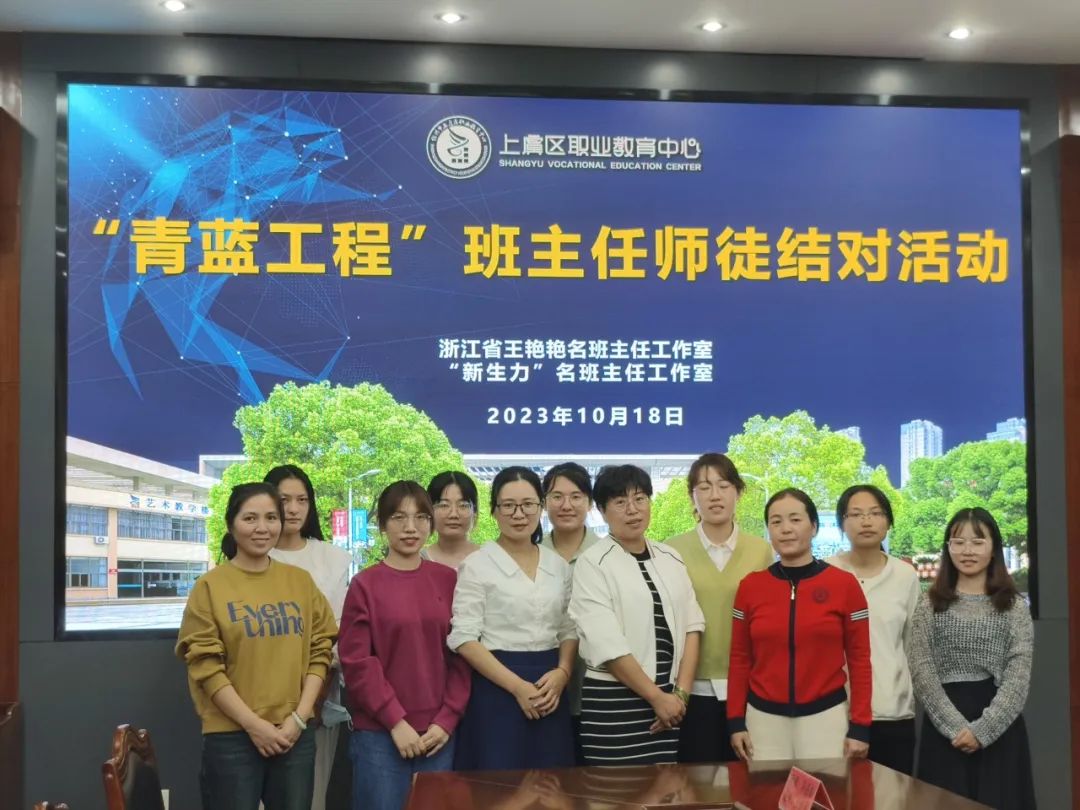 上虞区职业教育中心
SHANGYU VOCATIONAL EDUCATION CENTER
“青蓝工程” 班主任师徒结对活动
浙江省王艳艳名班主任工作室
“新生力”名班主任工作室
2023年10月18日
艺术教学楼
Every
thing